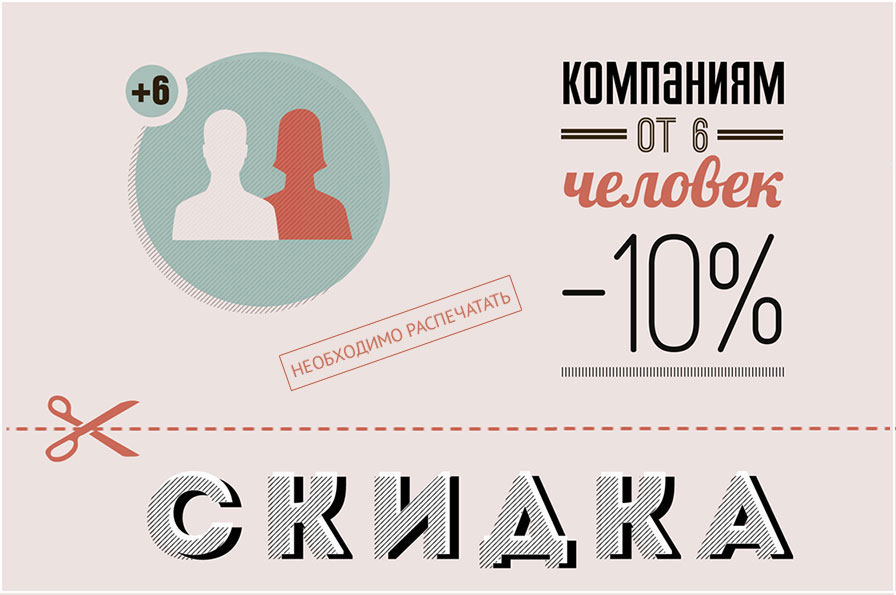 +6
КОМПАНИЯМ
ОТ 6
человек
-10%
НЕОБХОДИМО РАСПЕЧАТАТЬ
СКИДКА